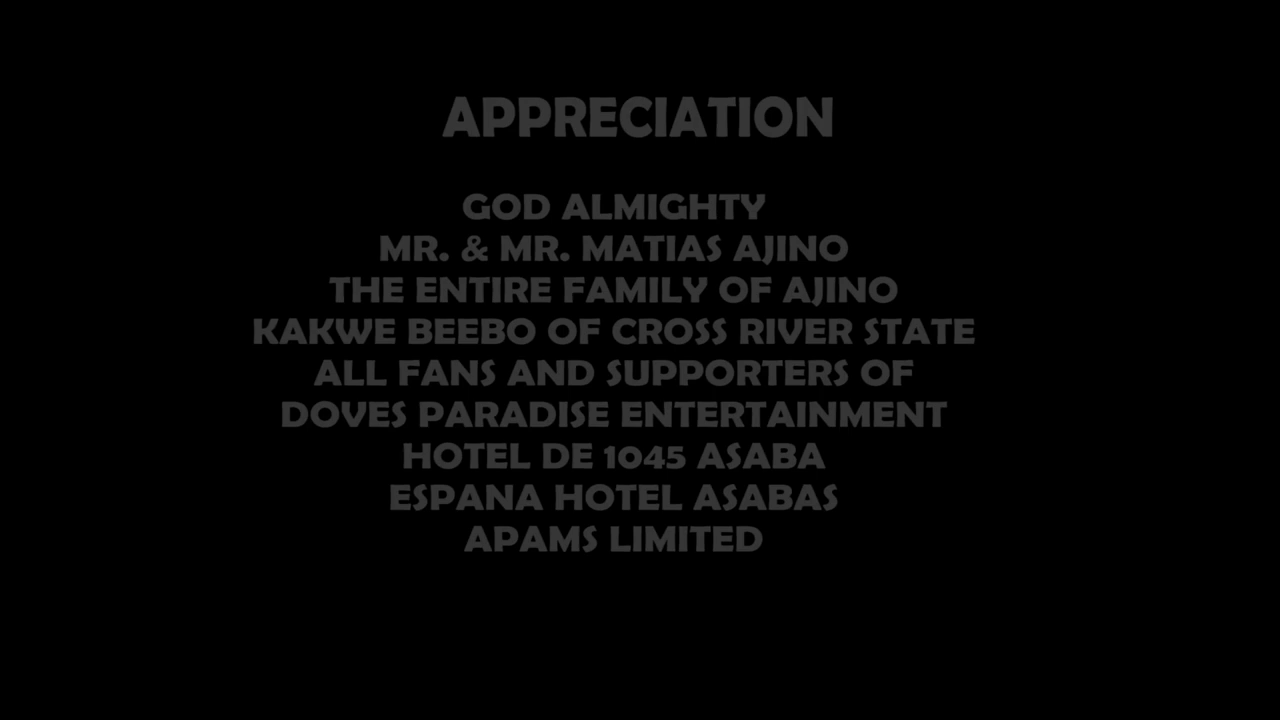 APPRECIATION
GOD ALMIGHTY
MR. & MR. MATIAS AJINO
THE ENTIRE FAMILY OF AJINO
KAKWE BEEBO OF CROSS RIVER STATE
ALL FANS AND SUPPORTERS OF
DOVES PARADISE ENTERTAINMENT
HOTEL DE 1045 ASABA
ESPANA HOTEL ASABAS
APAMS LIMITED